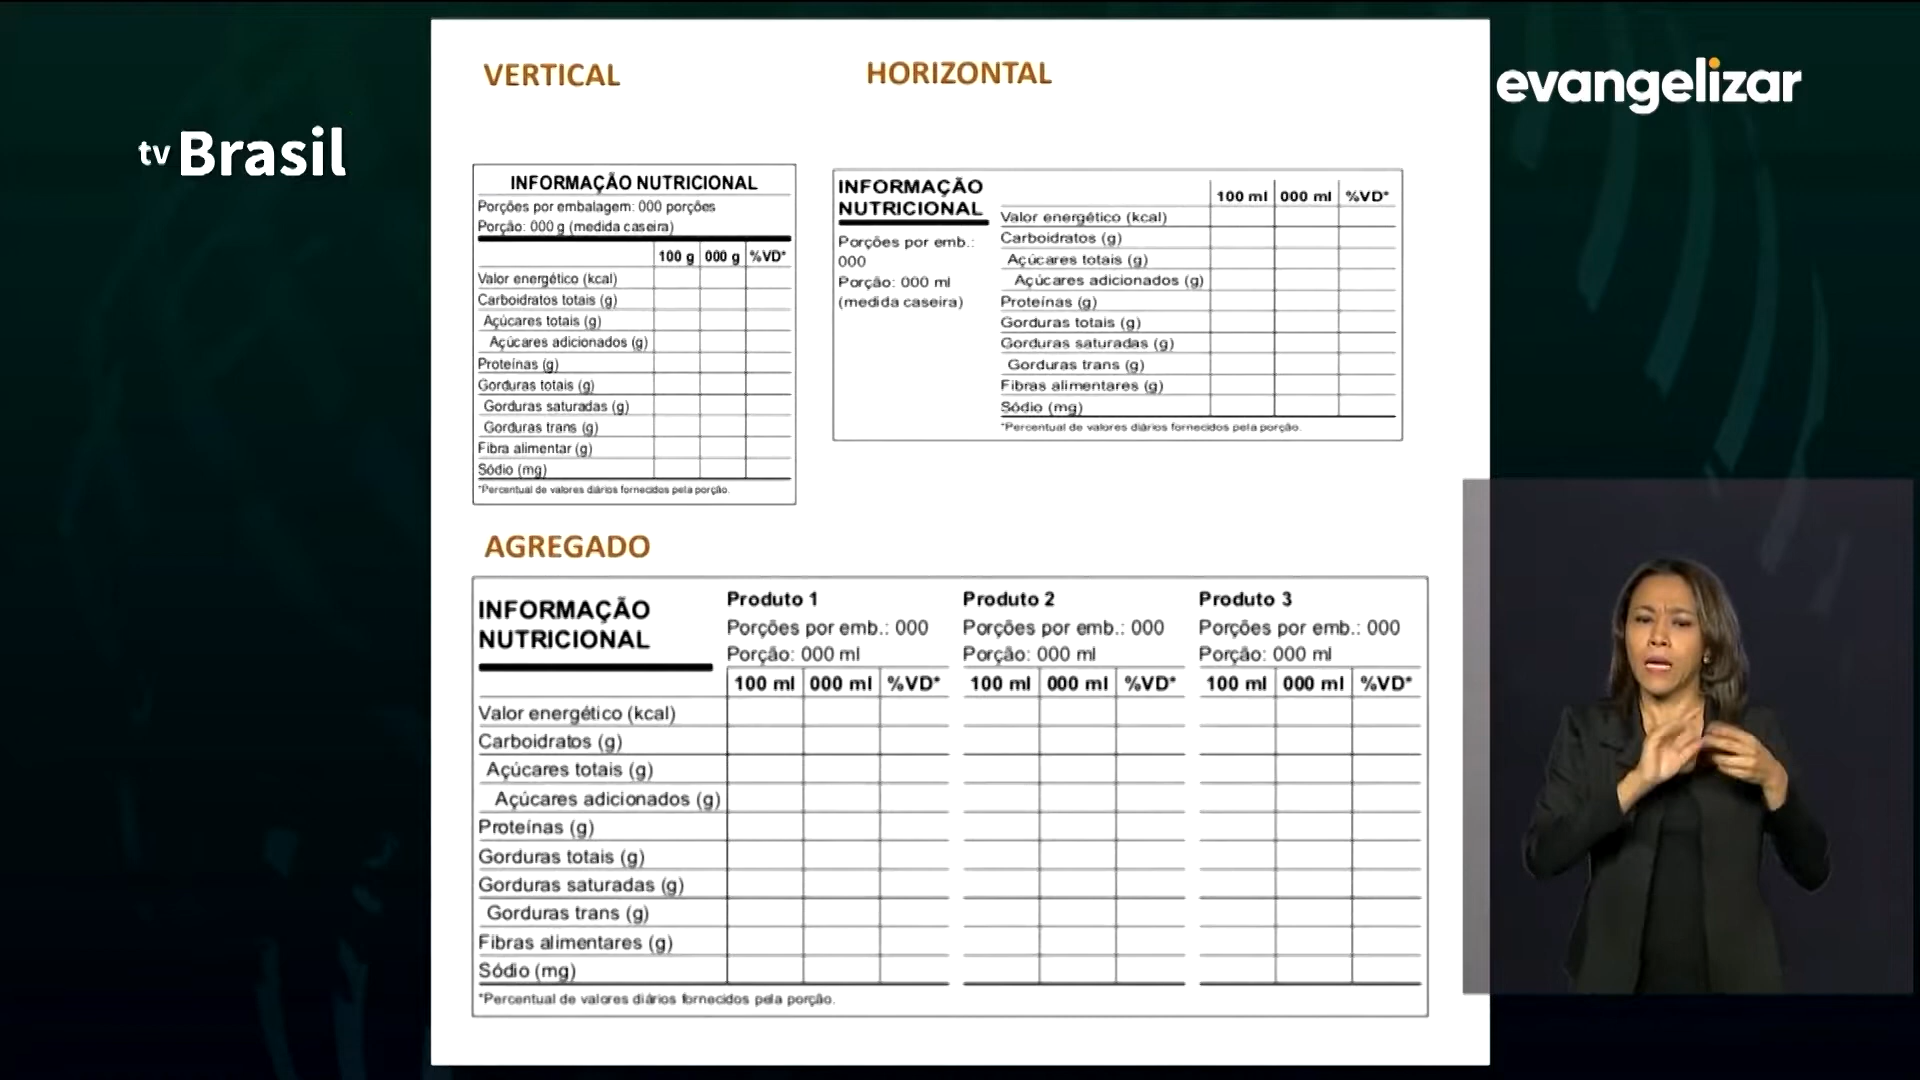 VERTICAL
HORIZONTAL
evangelizar
tv Brasil
INFORMAÇÃO NUTRICIONAL
Porções por embalagem: 000 porções
Porção: 000 g (medida caseira)
100 g 000 g %VD*
Valor energético (kcal)
Carboidratos totais (g)
Açúcares totais (g)
Açúcares adicionados (g)
Proteínas (g)
Gorduras totais (g)
Gorduras saturadas (g)
Gorduras trans (g)
Fibra alimentar (g)
Sódio (mg)
*Percentual de valores diários fornecidos pela porção.
INFORMAÇÃO
NUTRICIONAL
Porções por emb.:
000
Porção: 000 ml
(medida caseira)
100 ml 000 ml %VD*
Valor energético (kcal)
Carboidratos (g)
Açúcares totais (g)
Açúcares adicionados (g)
Proteínas (g)
Gorduras totais (g)
Gorduras saturadas (g)
Gorduras trans (g)
Fibras alimentares (g)
Sódio (mg)
*Percentual de valores diários fornecidos pela porção.
AGREGADO
INFORMAÇÃO
NUTRICIONAL
Produto 1 Produto 2 Produto 3
Porções por emb.: 000 Porções por emb.: 000 Porções por emb.: 000
Porção: 000 ml Porção: 000 ml Porção: 000 ml
100 ml 000 ml %VD* 100 ml 000 ml %VD* 100 ml 000 ml %VD*
Valor energético (kcal)
Carboidratos (g)
Açúcares totais (g)
Açúcares adicionados (g)
Proteínas (g)
Gorduras totais (g)
Gorduras saturadas (g)
Gorduras trans (g)
Fibras alimentares (g)
Sódio (mg)
*Percentual de valores diários fornecidos pela porção.